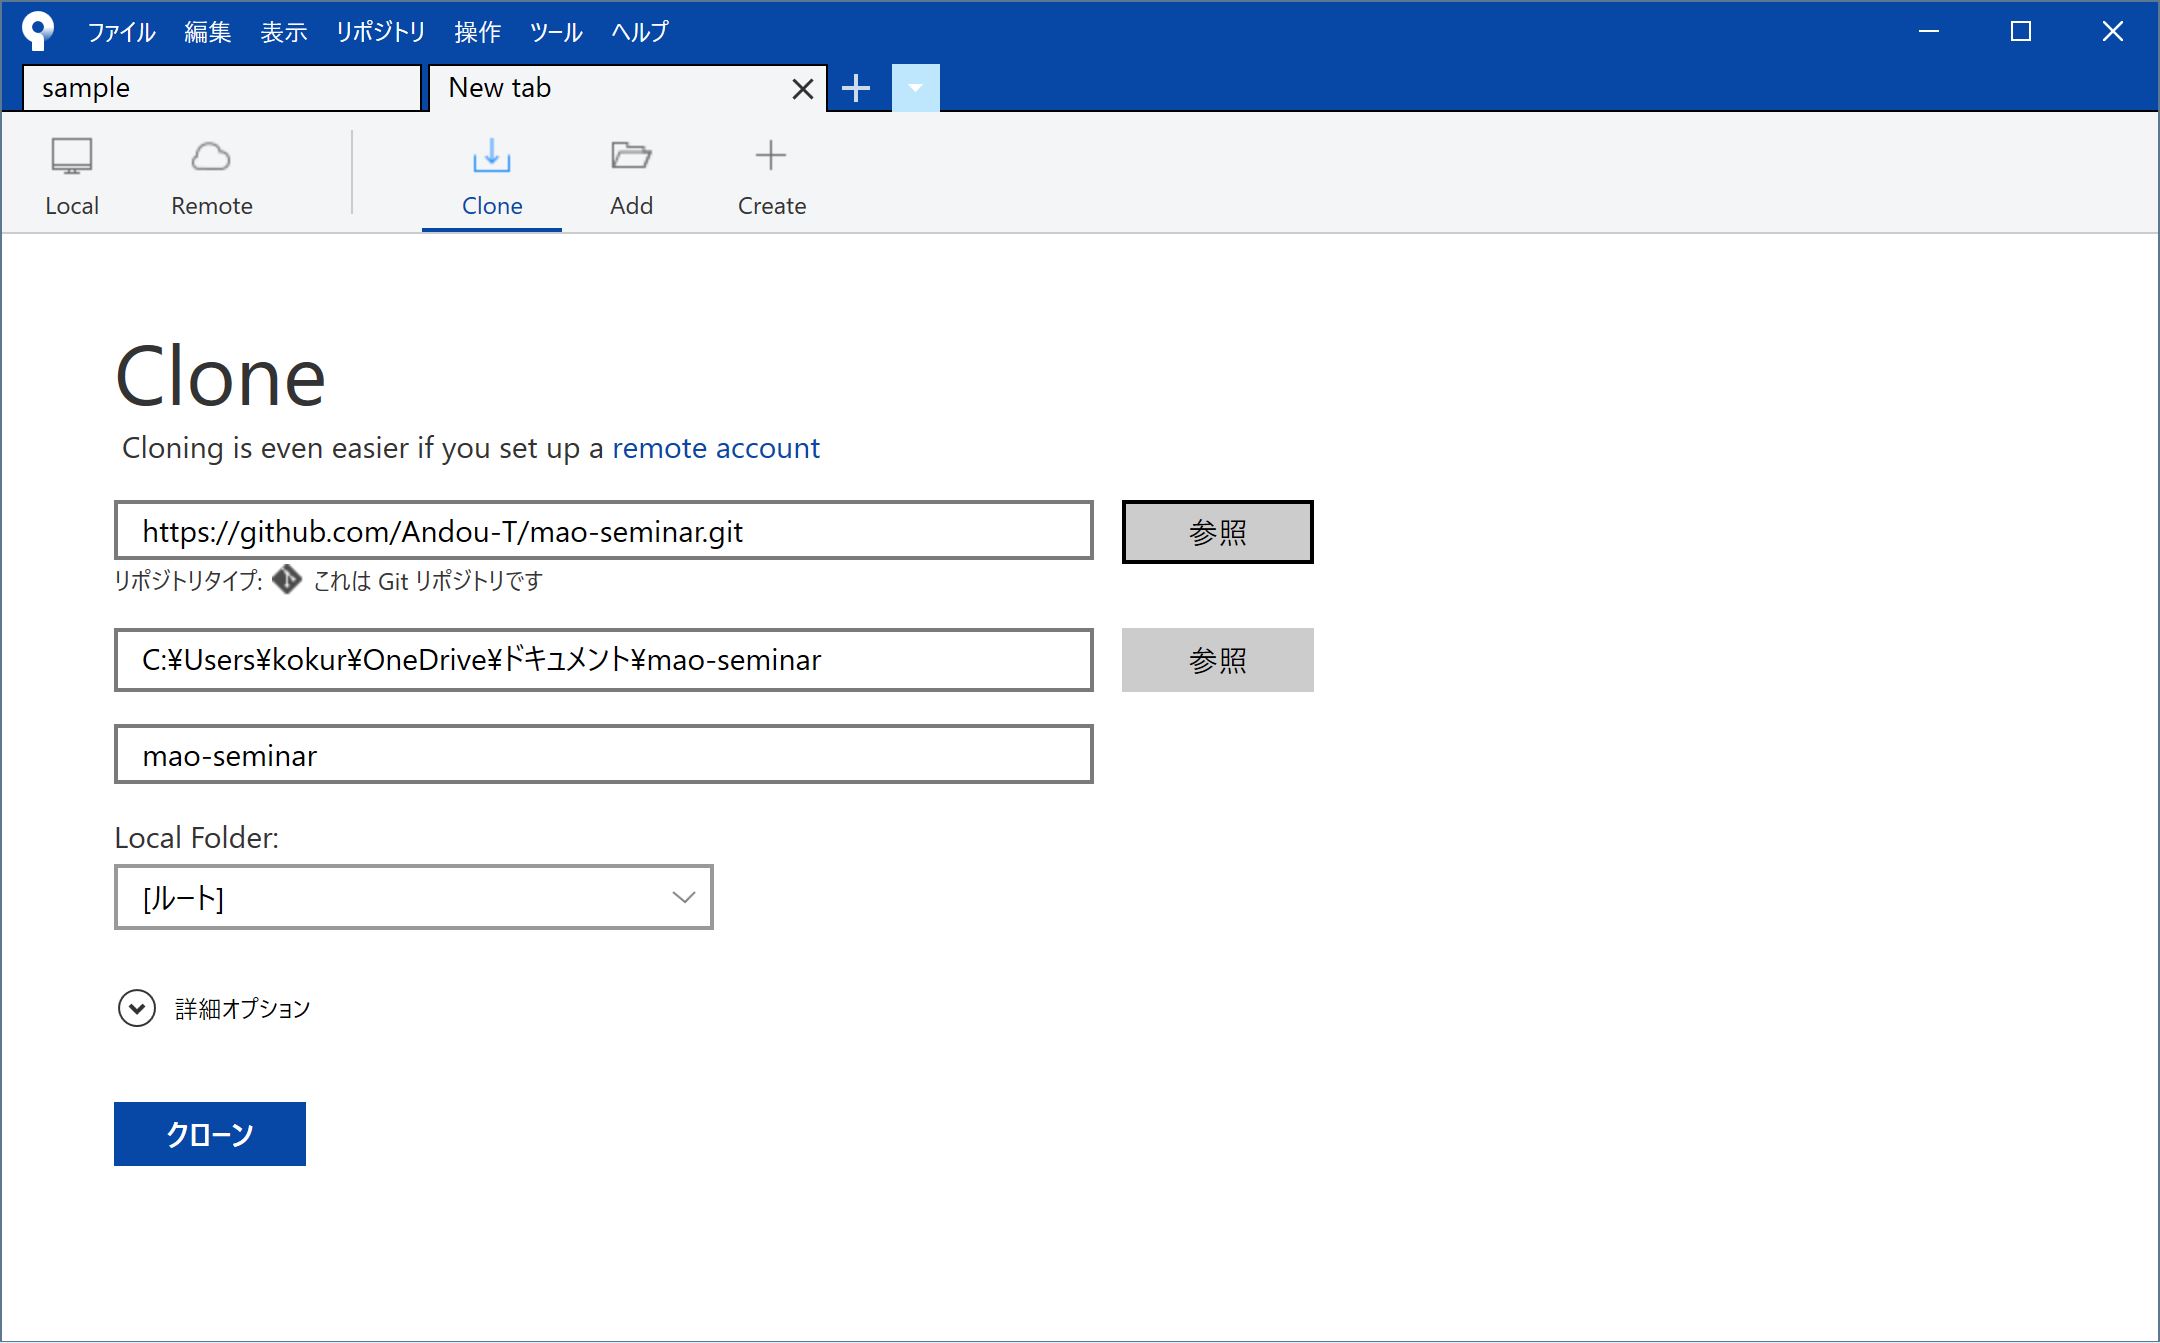 ファイル 編集 表示 リポジトリ 操作 ツール ヘルプ
sample New tab
Local Remote Clone Add Create
Clone
Cloning is even easier if you set up a remote account
https://github.com/Andou-T/mao-seminar.git 参照
リポジトリタイプ: これは Git リポジトリです
C:¥Users¥kokur¥OneDrive¥ドキュメント¥mao-seminar 参照
mao-seminar
Local Folder:
[ルート]
詳細オプション
クローン